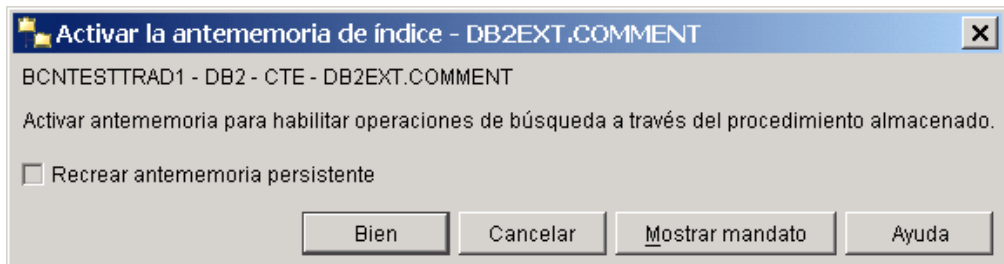 Activar la antememoria de índice - DB2EXT.COMMENT
BCNTESTTRAD1 - DB2 - CTE - DB2EXT.COMMENT
Activar antememoria para habilitar operaciones de búsqueda a través del procedimiento almacenado.
Recrear antememoria persistente
Bien Cancelar Mostrar mandato Ayuda